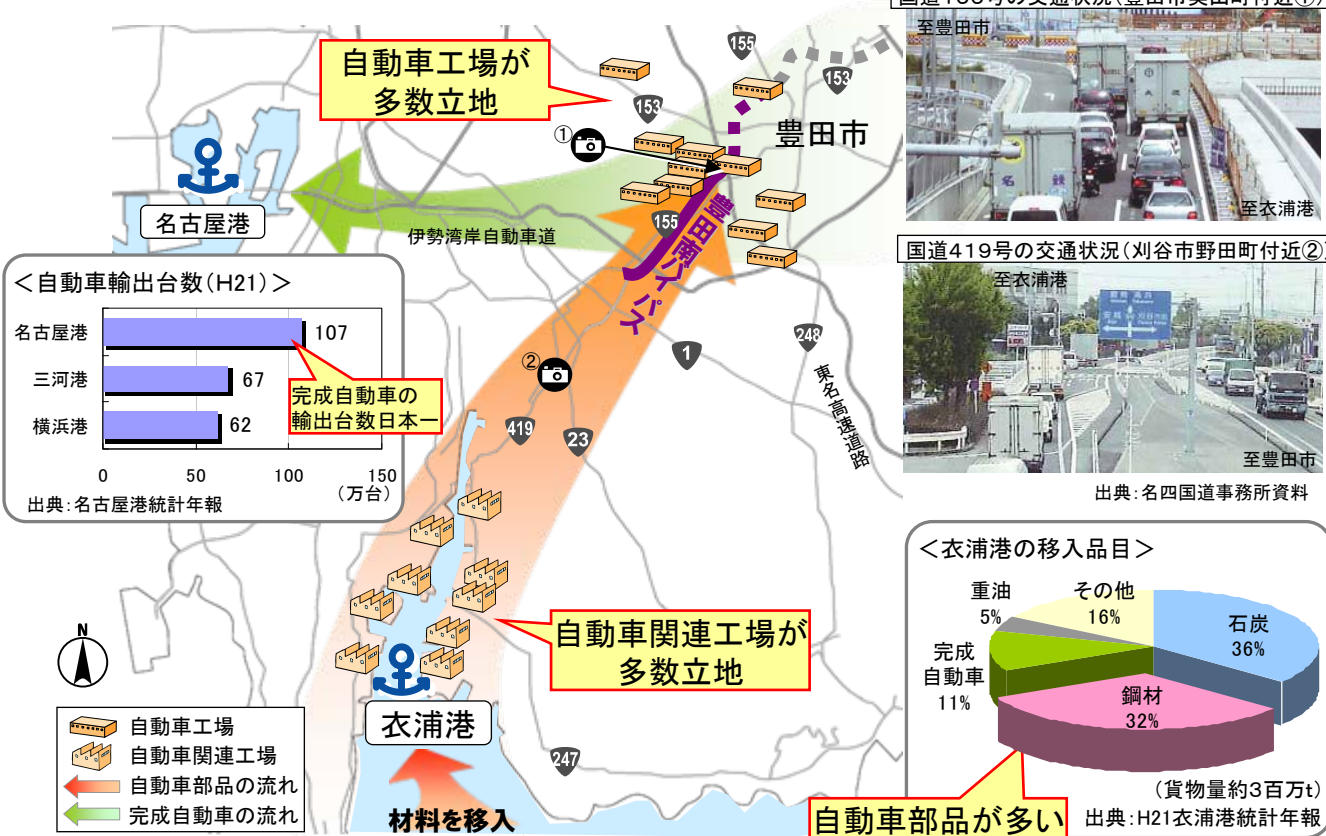 国道155号の交通状況(豊田市美山町付近①)
至豊田市
至衣浦港
自動車工場が
多数立地
155
153
153
①
豊田市
名古屋港
伊勢湾岸自動車道
155
豊田南バイパス
国道419号の交通状況(刈谷市野田町付近②)
至衣浦港
至豊田市
出典:名四国道事務所資料
<自動車輸出台数(H21)>
名古屋港
107
三河港
67
横浜港
62
完成自動車の
輸出台数日本一
0
50
100
150
(万台)
出典:名古屋港統計年報
②
1
248
東名高速道路
419
23
自動車関連工場が
多数立地
<衣浦港の移入品目>
重油
5%
その他
16%
石炭
36%
完成
自動車
11%
鋼材
32%
(貨物量約3百万t)
出典:H21衣浦港統計年報
自動車部品が多い
N
衣浦港
247
材料を移入
自動車工場
自動車関連工場
自動車部品の流れ
完成自動車の流れ